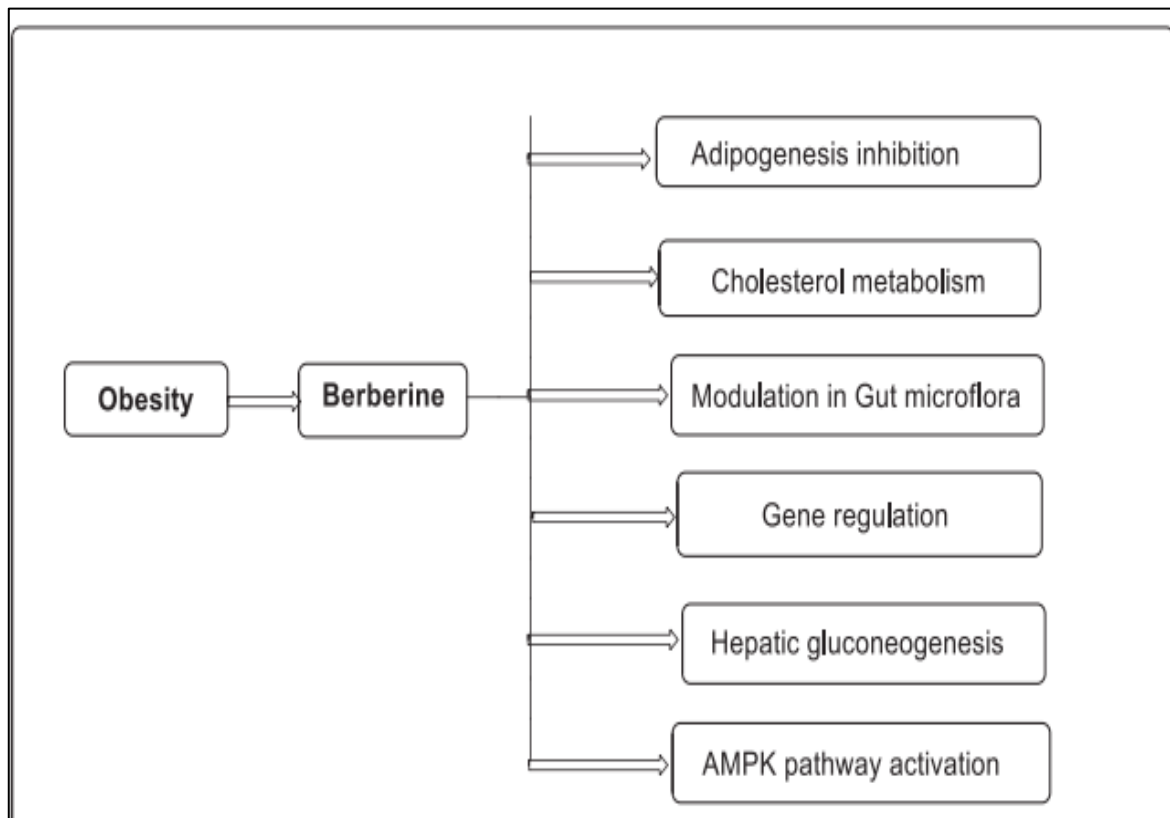 Adipogenesis inhibition
Cholesterol metabolism
Obesity
Berberine
Modulation in Gut microflora
Gene regulation
Hepatic gluconeogenesis
AMPK pathway activation